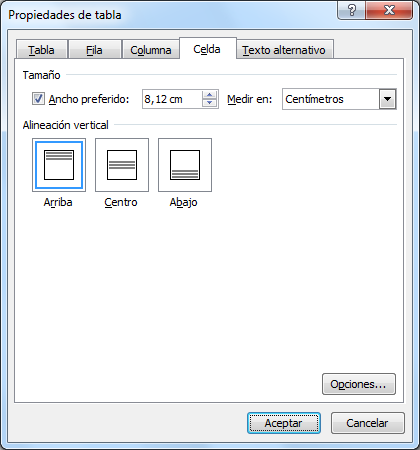 Propiedades de tabla
Tabla Fila Columna Celda Texto alternativo
Tamaño
Ancho preferido: 8,12 cm Medir en: Centímetros
Alineación vertical
Arriba Centro Abajo
Opciones...
Aceptar Cancelar